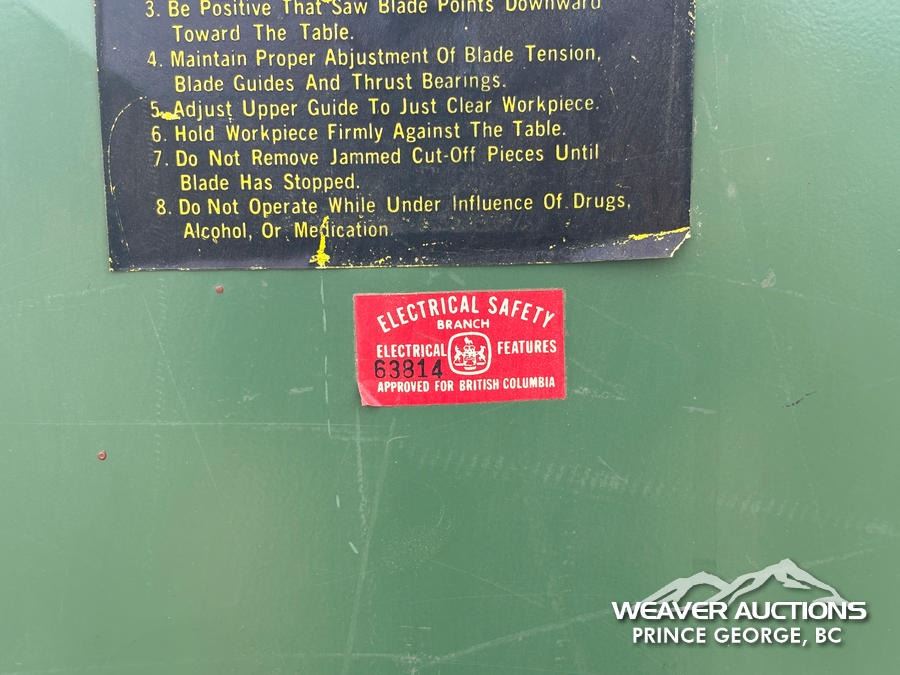 3. Be Positive That Saw Blade Points Downward
Toward The Table.
4. Maintain Proper Abjustment Of Blade Tension,
Blade Guides And Thrust Bearings.
5. Adjust Upper Guide To Just Clear Workpiece.
6. Hold Workpiece Firmly Against The Table.
7. Do Not Remove Jammed Cut-Off Pieces Until
Blade Has Stopped.
8. Do Not Operate While Under Influence Of Drugs,
Alcohol, Or Medication.
ELECTRICAL SAFETY
BRANCH
ELECTRICAL FEATURES
63814
APPROVED FOR BRITISH COLUMBIA
WEAVER AUCTIONS
PRINCE GEORGE, BC